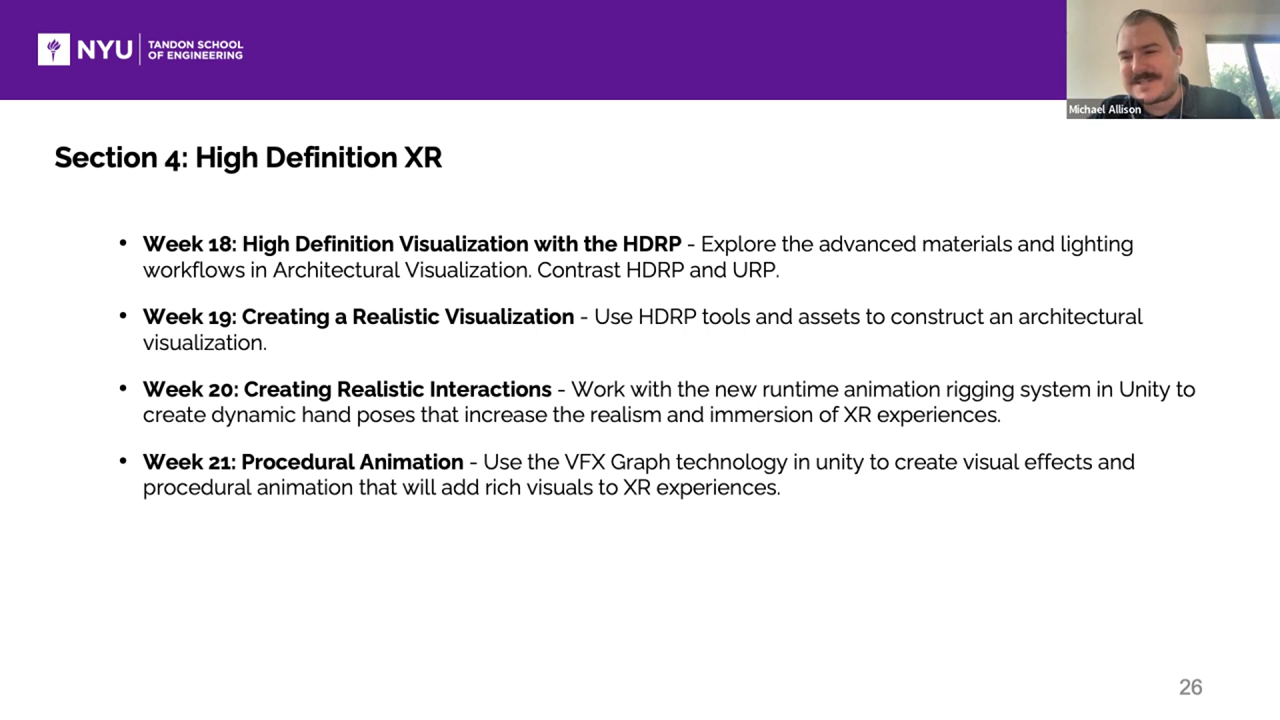 NYU
TANDON SCHOOL
OF ENGINEERING
Michael Allison
Section 4: High Definition XR
• Week 18: High Definition Visualization with the HDRP - Explore the advanced materials and lighting
workflows in Architectural Visualization. Contrast HDRP and URP.
• Week 19: Creating a Realistic Visualization - Use HDRP tools and assets to construct an architectural
visualization.
• Week 20: Creating Realistic Interactions - Work with the new runtime animation rigging system in Unity to
create dynamic hand poses that increase the realism and immersion of XR experiences.
• Week 21: Procedural Animation - Use the VFX Graph technology in unity to create visual effects and
procedural animation that will add rich visuals to XR experiences.
26